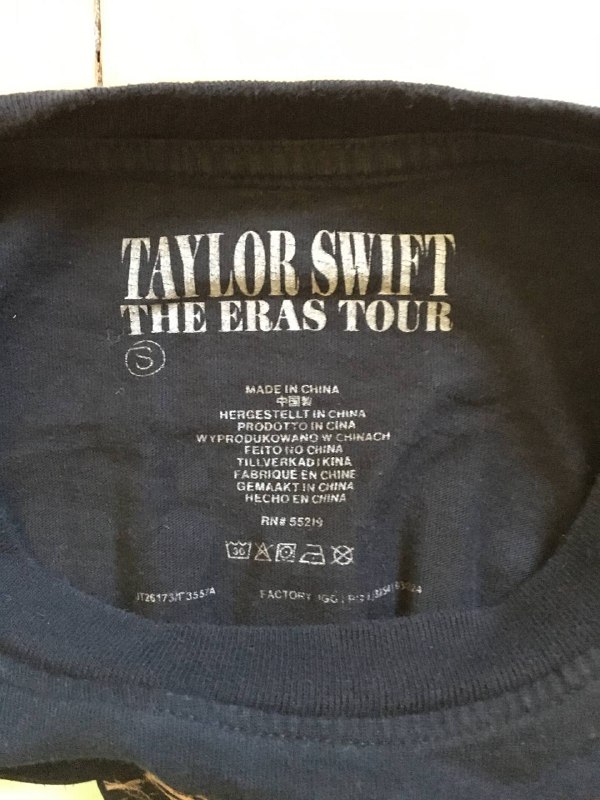 TAYLOR SWIFT
THE ERAS TOUR
S
MADE IN CHINA
中国製
HERGESTELLT IN CHINA
PRODOTTO IN CINA
WYPRODUKOWANO W CHINACH
FEITO NO CHINA
TILLVERKAD I KINA
FABRIQUE EN CHINE
GEMAAKT IN CHINA
HECHO EN CHINA
RN# 55219
30
FACTORY